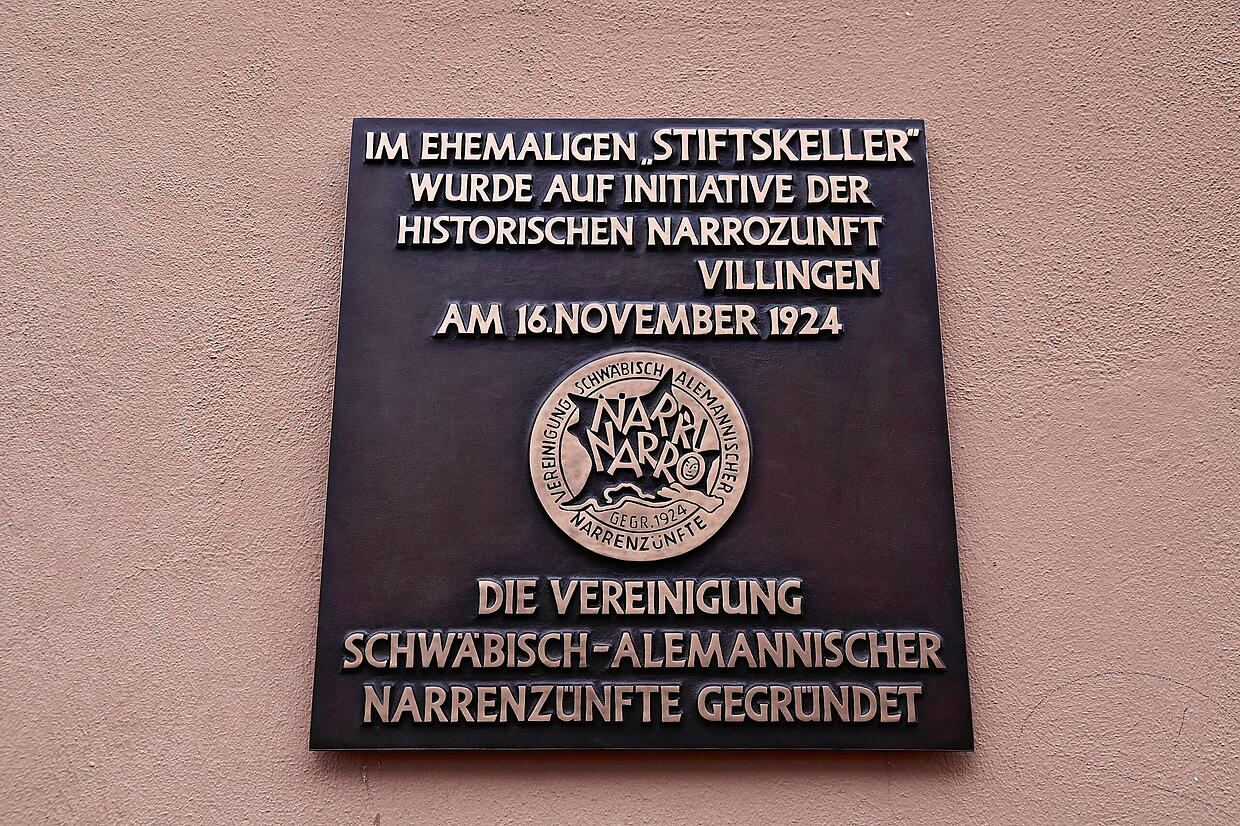 IM EHEMALIGEN „STIFTSKELLER“
WURDE AUF INITIATIVE DER
HISTORISCHEN NARROZUNFT
VILLINGEN
AM 16.NOVEMBER 1924
VEREINIGUNG SCHWÄBISCH ALEMANNISCHER
NARRI
NARRO
GEGR.1924
NARRENZÜNFTE
DIE VEREINIGUNG
SCHWÄBISCH-ALEMANNISCHER
NARRENZÜNFTE GEGRÜNDET